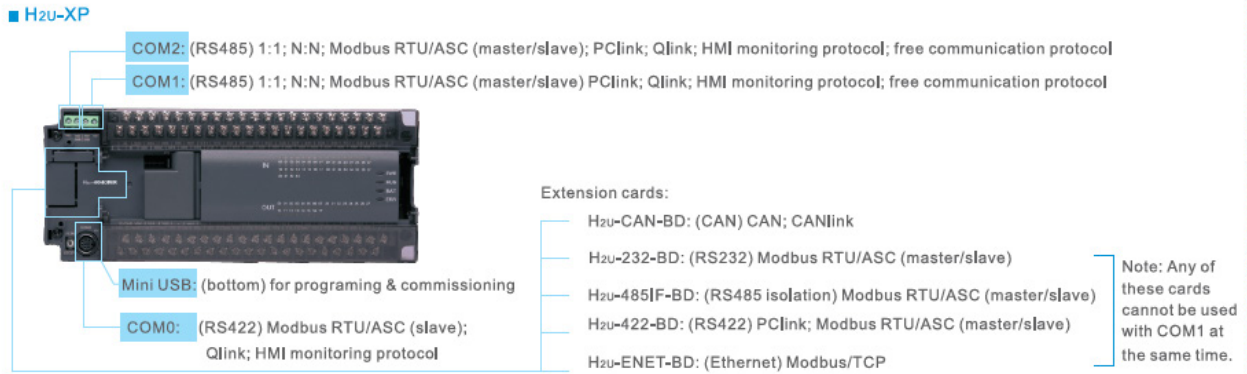 H2U-XP
COM2: (RS485) 1:1; N:N; Modbus RTU/ASC (master/slave); PClink; Qlink; HMI monitoring protocol; free communication protocol
COM1: (RS485) 1:1; N:N; Modbus RTU/ASC (master/slave) PClink; Qlink; HMI monitoring protocol; free communication protocol
IN
OUT
Mini USB: (bottom) for programing & commissioning
COM0: (RS422) Modbus RTU/ASC (slave);
Qlink; HMI monitoring protocol
Extension cards:
H2U-CAN-BD: (CAN) CAN; CANlink
H2U-232-BD: (RS232) Modbus RTU/ASC (master/slave)
H2U-485IF-BD: (RS485 isolation) Modbus RTU/ASC (master/slave)
H2U-422-BD: (RS422) PClink; Modbus RTU/ASC (master/slave)
H2U-ENET-BD: (Ethernet) Modbus/TCP
Note: Any of
these cards
cannot be used
with COM1 at
the same time.